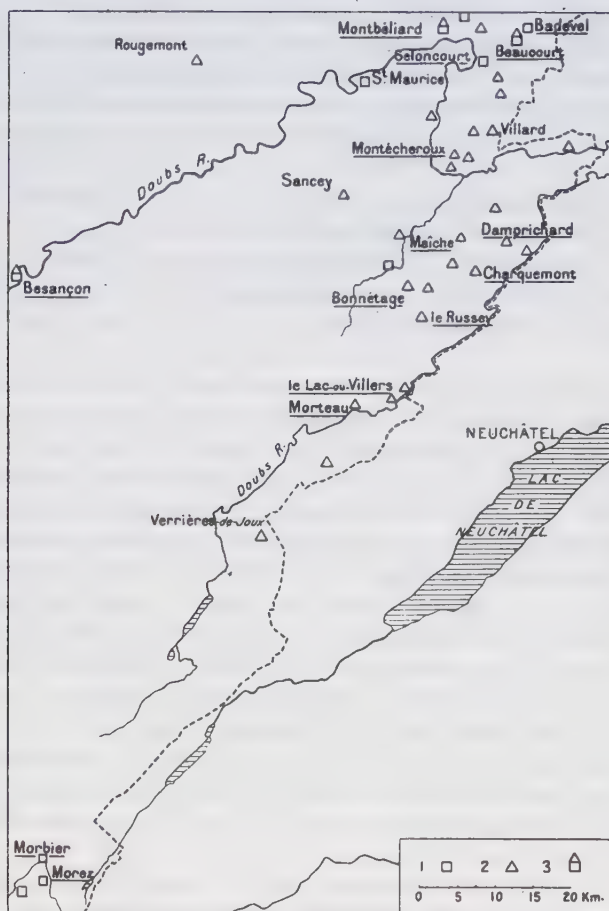 Montbéliard
Badevel
Rougemont
Seloncourt
Beaucourt
St Maurice
Villard
Doubs R.
Montécheroux
Sancey
Damprichard
Maîche
Besançon
Charquemont
Bonnétage
le Russey
le Lac-ou-Villers
Morteau
NEUCHÂTEL
Doubs R.
LAC
DE
NEUCHÂTEL
Verrières-de-Joux
Morbier
Morez
1 2 3
0 5 10 15 20 Km.